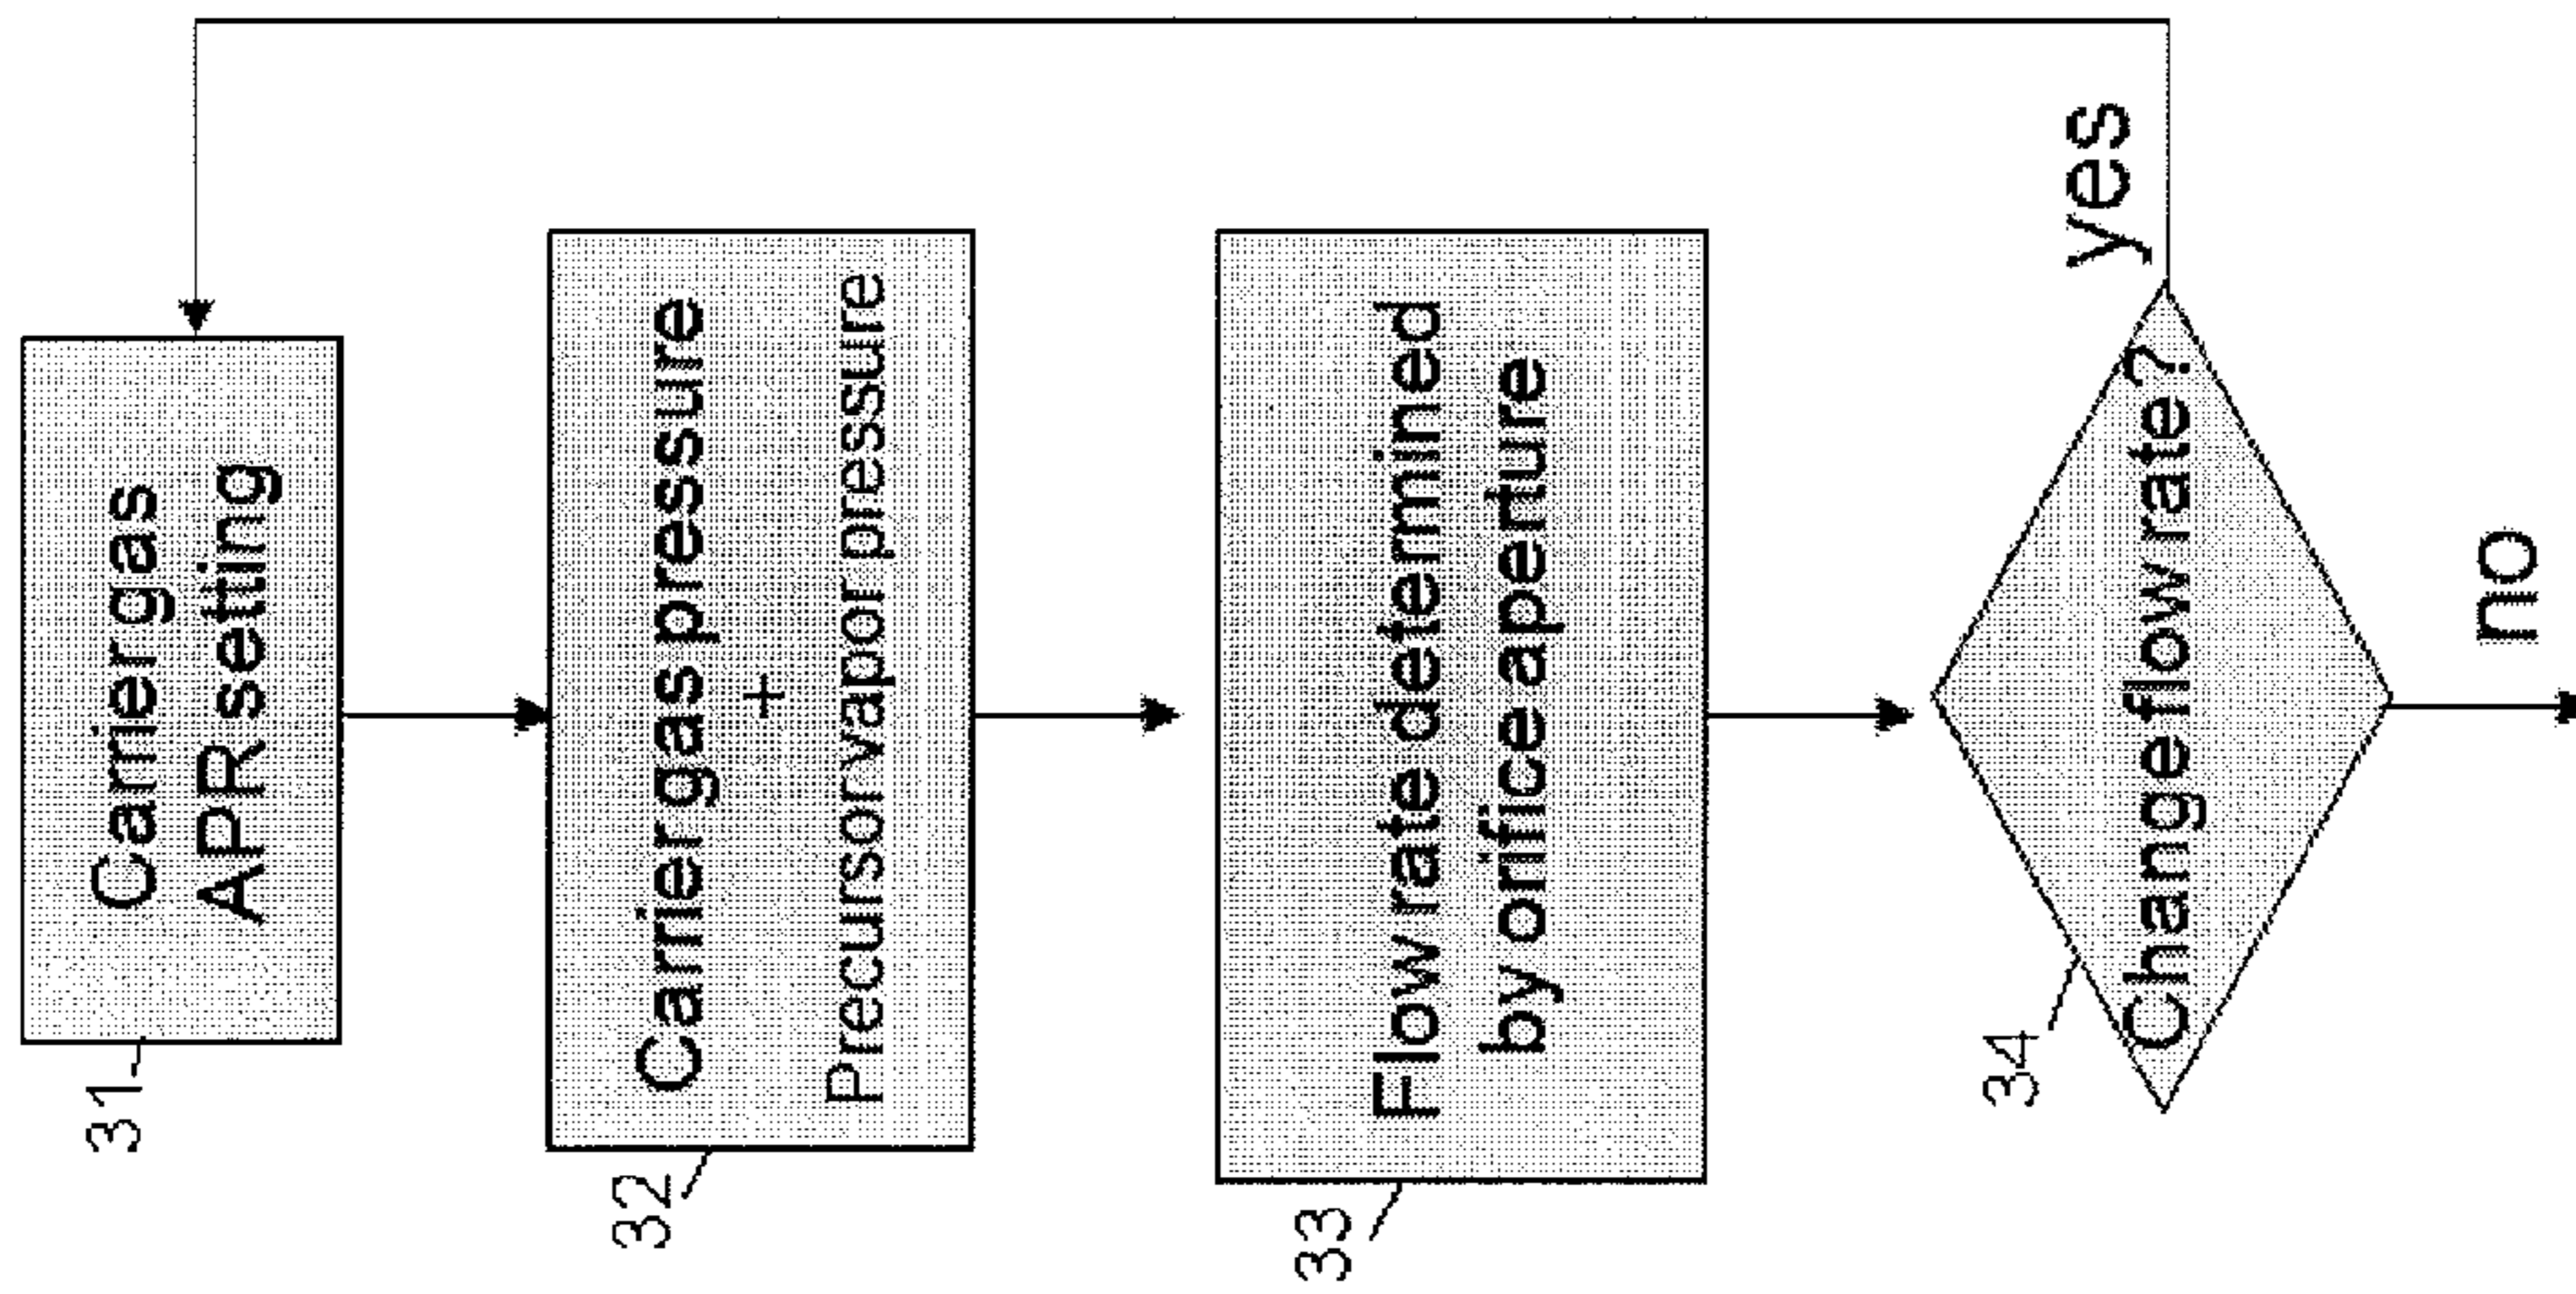 31
Carrier gas
APR setting
32
Carrier gas pressure
+
Precursor vapor pressure
33
Flow rate determined
by orifice aperture
34
Change flow rate?
yes
no